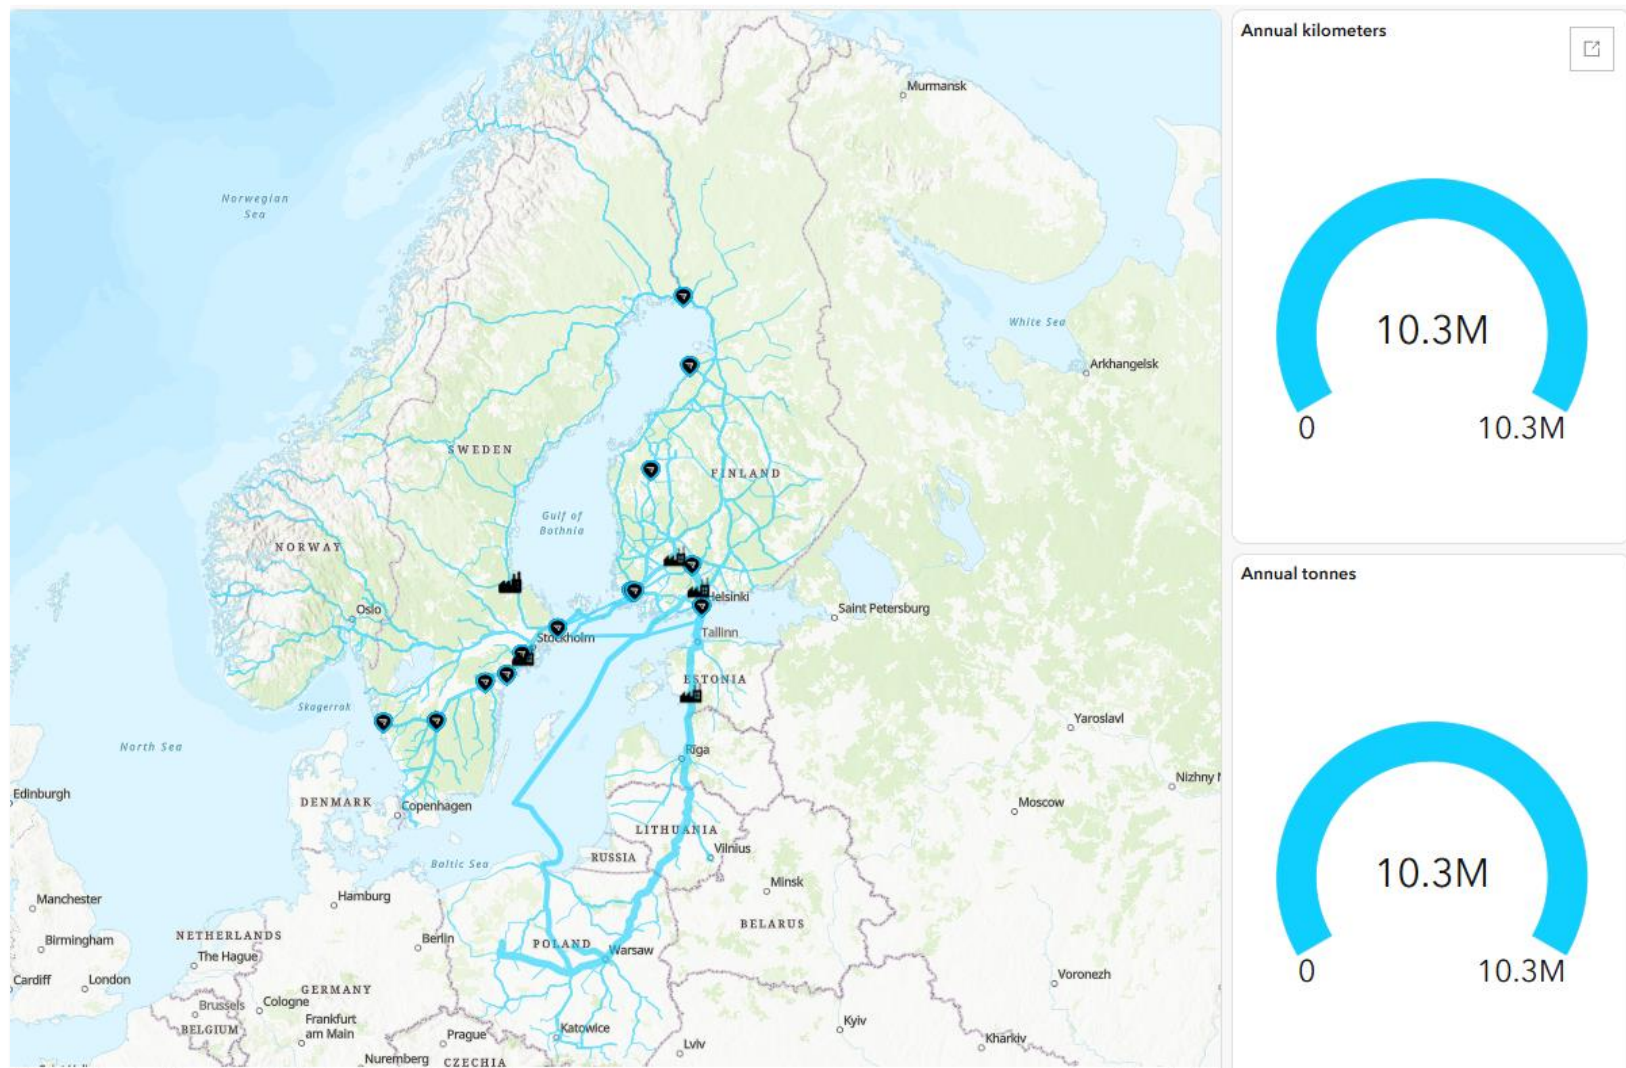 Murmansk
Norwegian
Sea
White Sea
Arkhangelsk
SWEDEN
FINLAND
Gulf of
Bothnia
NORWAY
Oslo
Helsinki
Saint Petersburg
Stockholm
Tallinn
ESTONIA
Skagerrak
Yaroslavl
North Sea
Riga
Nizhny N
Edinburgh
DENMARK
Copenhagen
Moscow
LITHUANIA
Vilnius
RUSSIA
Baltic Sea
Minsk
Manchester
Hamburg
BELARUS
Birmingham
NETHERLANDS
Berlin
POLAND
Warsaw
The Hague
Cardiff
London
GERMANY
Voronezh
Brussels
Cologne
BELGIUM
Frankfurt
am Main
Prague
Katowice
Kyiv
Lviv
Kharkiv
Nuremberg
CZECHIA
Annual kilometers
10.3M
0
10.3M
Annual tonnes
10.3M
0
10.3M